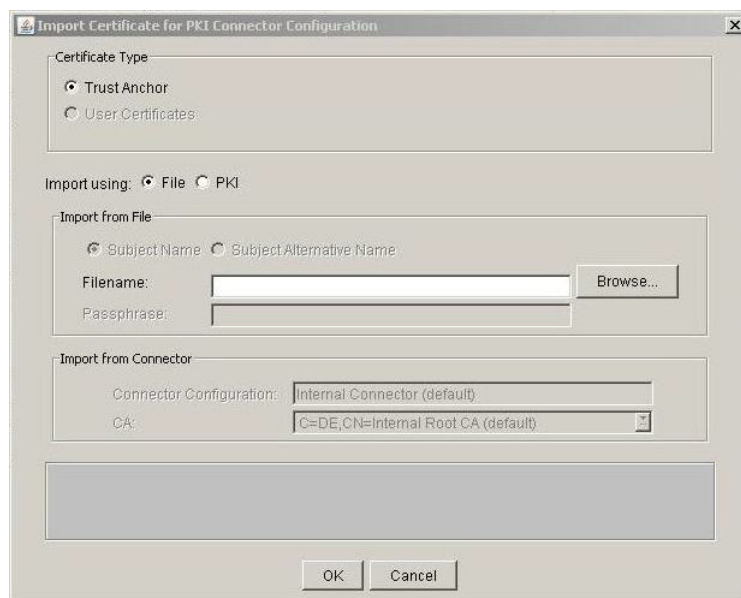 Import Certificate for PKI Connector Configuration
Certificate Type
Trust Anchor
User Certificates
Import using: File PKI
Import from File
Subject Name Subject Alternative Name
Filename: Browse...
Passphrase:
Import from Connector
Connector Configuration: Internal Connector (default)
CA: C=DE,CN=Internal Root CA (default)
OK Cancel